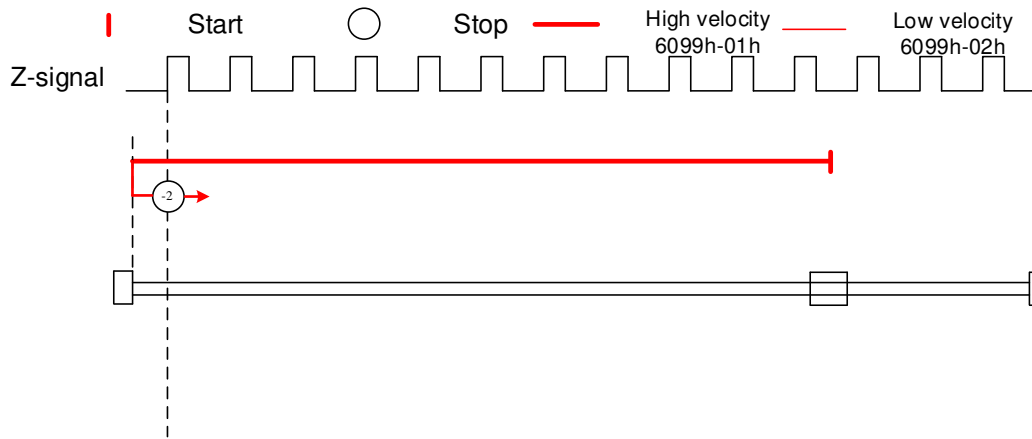 Start
Stop
High velocity
6099h-01h
Low velocity
6099h-02h
Z-signal
-2